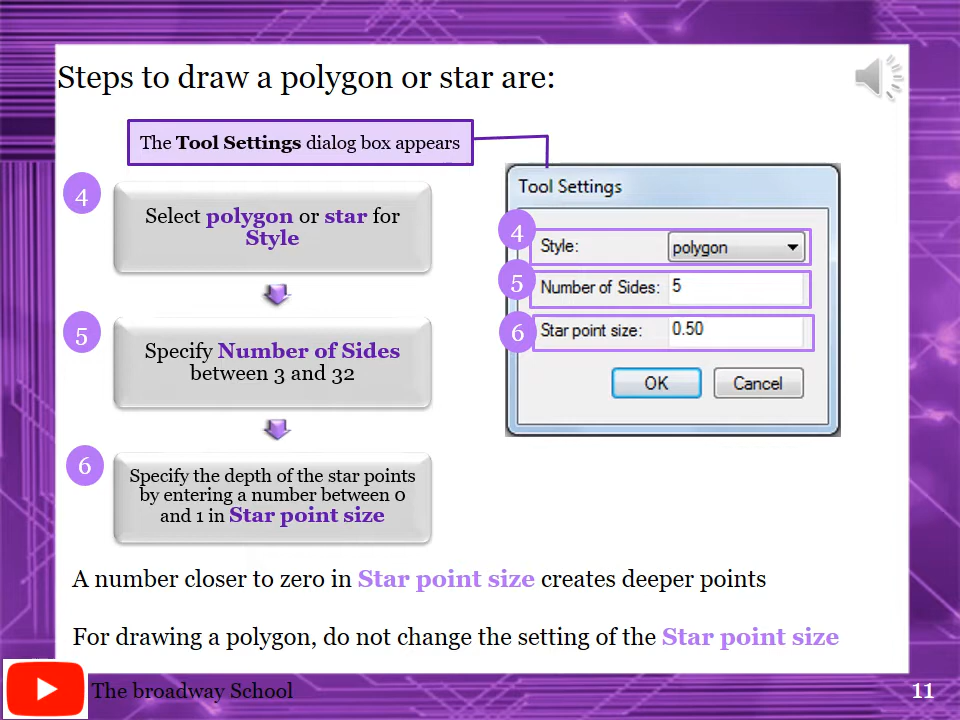 Steps to draw a polygon or star are:
The Tool Settings dialog box appears
4
Select polygon or star for
Style
5
Specify Number of Sides
between 3 and 32
6
Specify the depth of the star points
by entering a number between 0
and 1 in Star point size
Tool Settings
4
Style: polygon
5
Number of Sides: 5
6
Star point size: 0.50
OK Cancel
A number closer to zero in Star point size creates deeper points
For drawing a polygon, do not change the setting of the Star point size
The broadway School
11